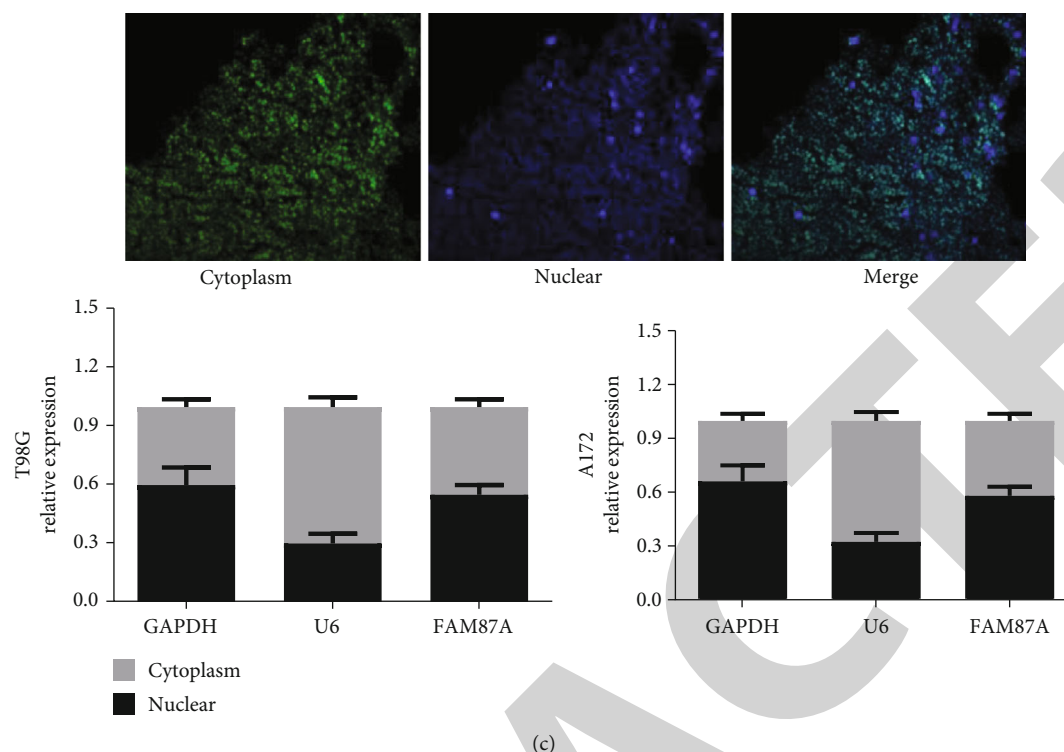 Cytoplasm
Nuclear
Merge
1.5
1.2
0.9
0.6
0.3
0.0
T98G
relative expression
GAPDH
U6
FAM87A
1.5
1.2
0.9
0.6
0.3
0.0
A172
relative expression
GAPDH
U6
FAM87A
Cytoplasm
Nuclear
(c)